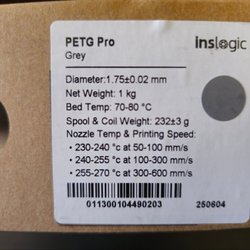 PETG Pro
inslogic
Grey
Diameter:1.75±0.02 mm
Net Weight: 1 kg
Bed Temp: 70-80 °C
Spool & Coil Weight: 232±3 g
Nozzle Temp & Printing Speed:
• 230-240 °c at 50-100 mm/s
• 240-255 °c at 100-300 mm/s
• 255-270 °c at 300-600 mm/s
011300104490203
250604